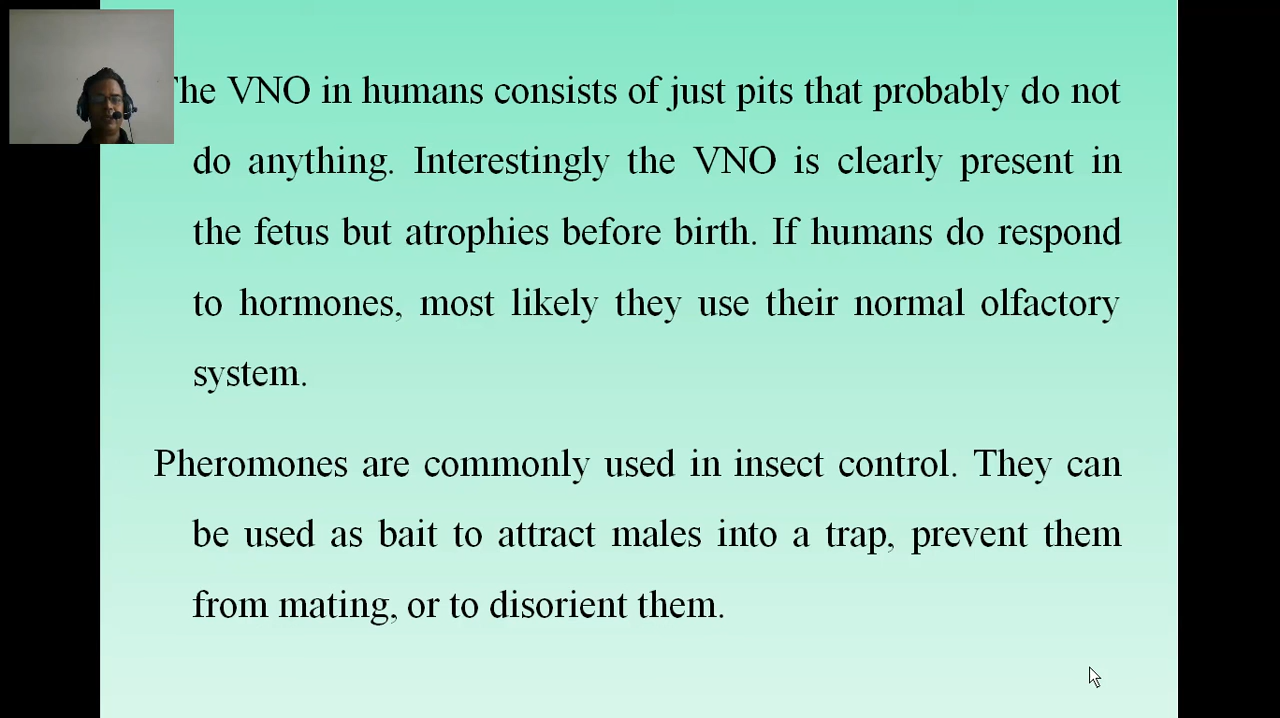 The VNO in humans consists of just pits that probably do not
do anything. Interestingly the VNO is clearly present in
the fetus but atrophies before birth. If humans do respond
to hormones, most likely they use their normal olfactory
system.
Pheromones are commonly used in insect control. They can
be used as bait to attract males into a trap, prevent them
from mating, or to disorient them.